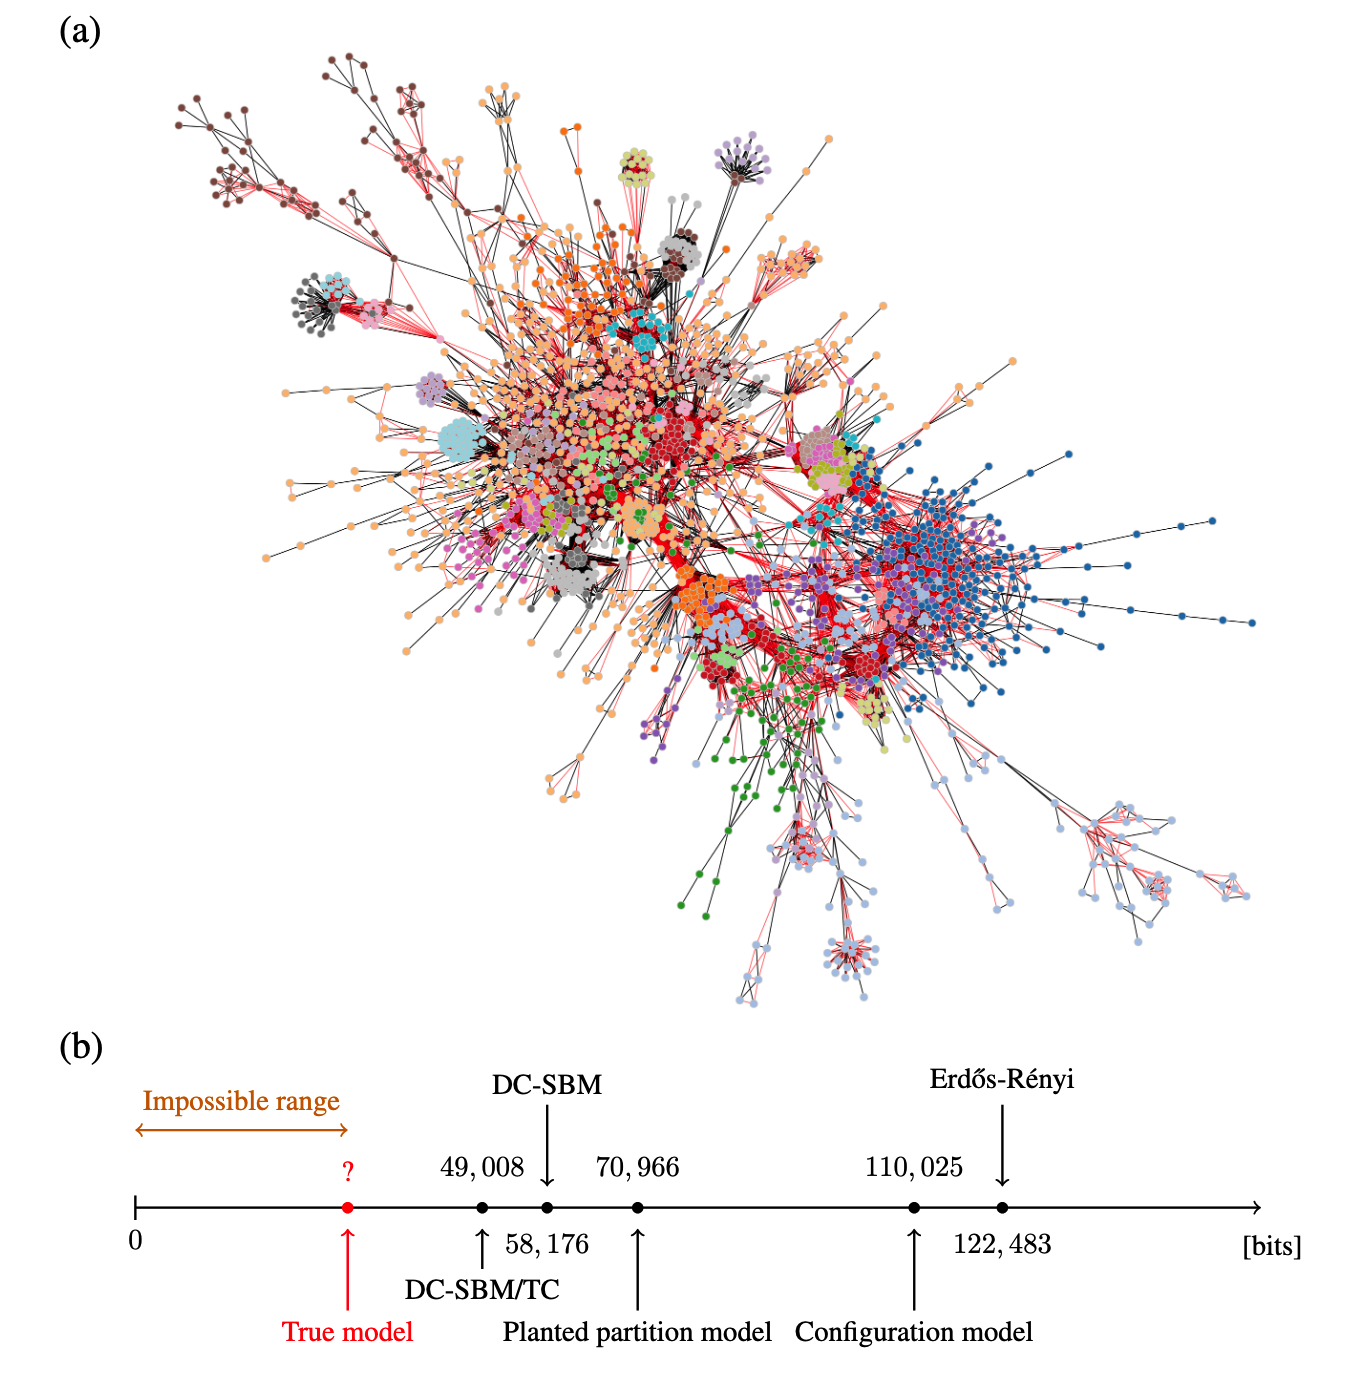 (a)
(b)
DC-SBM
Erdős-Rényi
Impossible range
?
49,008
70,966
110,025
0
58,176
122,483
[bits]
DC-SBM/TC
True model
Planted partition model
Configuration model